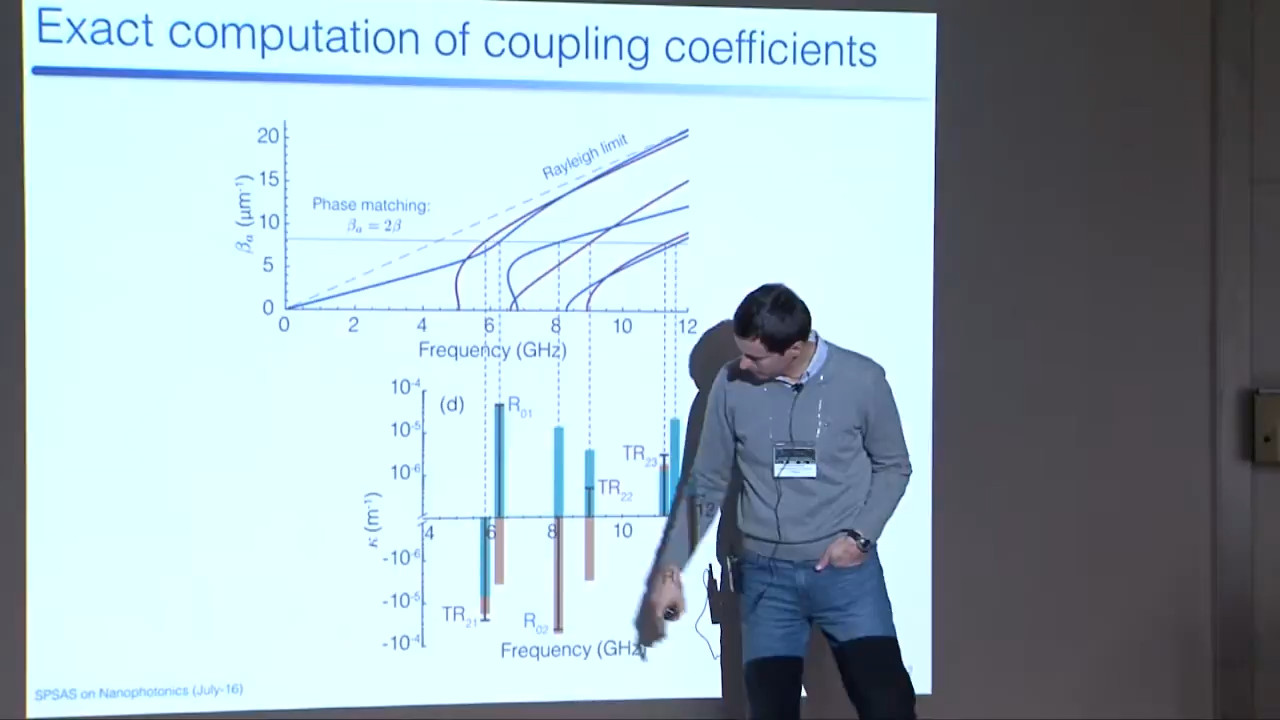 Exact computation of coupling coefficients
20
15
10
5
0
βa (μm⁻¹)
Rayleigh limit
Phase matching:
βa = 2β
0 2 4 6 8 10 12
Frequency (GHz)
10⁻⁴
10⁻⁵
10⁻⁶
-10⁻⁶
-10⁻⁵
-10⁻⁴
κ (m⁻¹)
(d)
R01
TR23
TR22
4 6 8 10 12
TR21
R02
Frequency (GHz)
SPSAS on Nanophotonics (July-16)